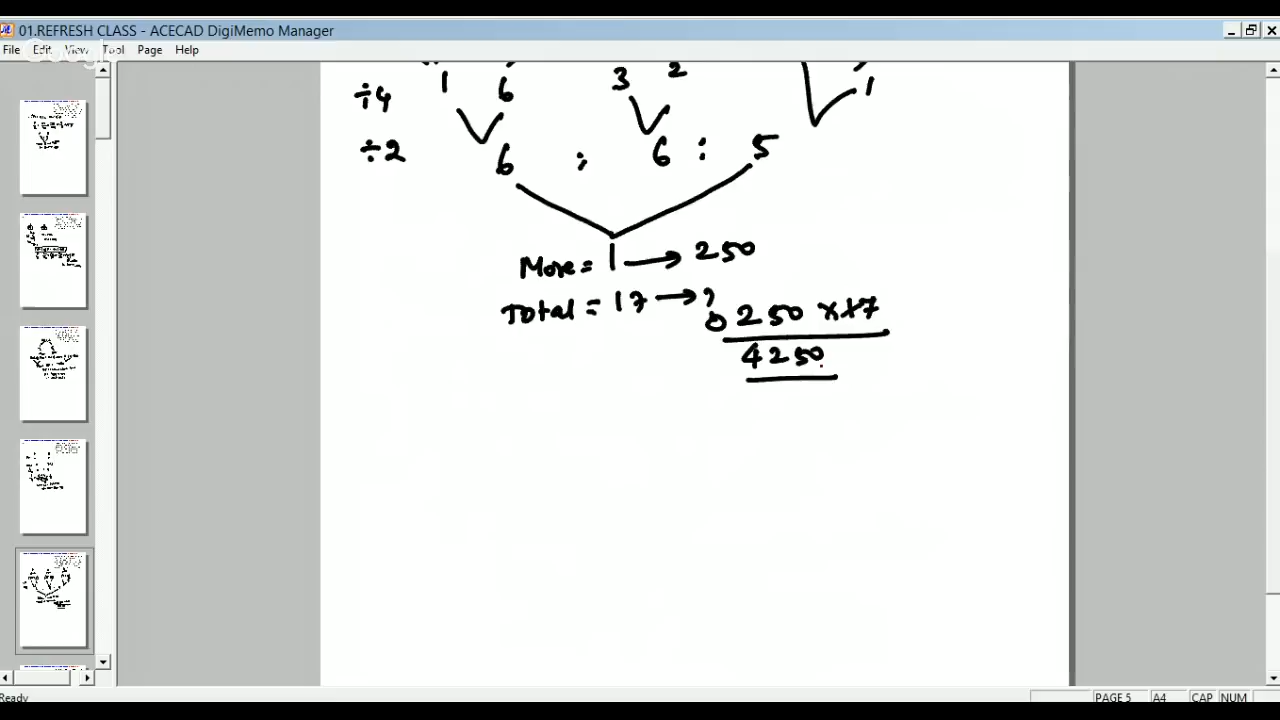 01.REFRESH CLASS - ACECAD DigiMemo Manager
File Edit View Tool Page Help
Google
1 6 3 2
÷4 1
÷2 6 : 6 : 5
More = 1 → 250
Total = 17 → ?
250 × 17
4250
Ready
PAGE 5 A4 CAP NUM